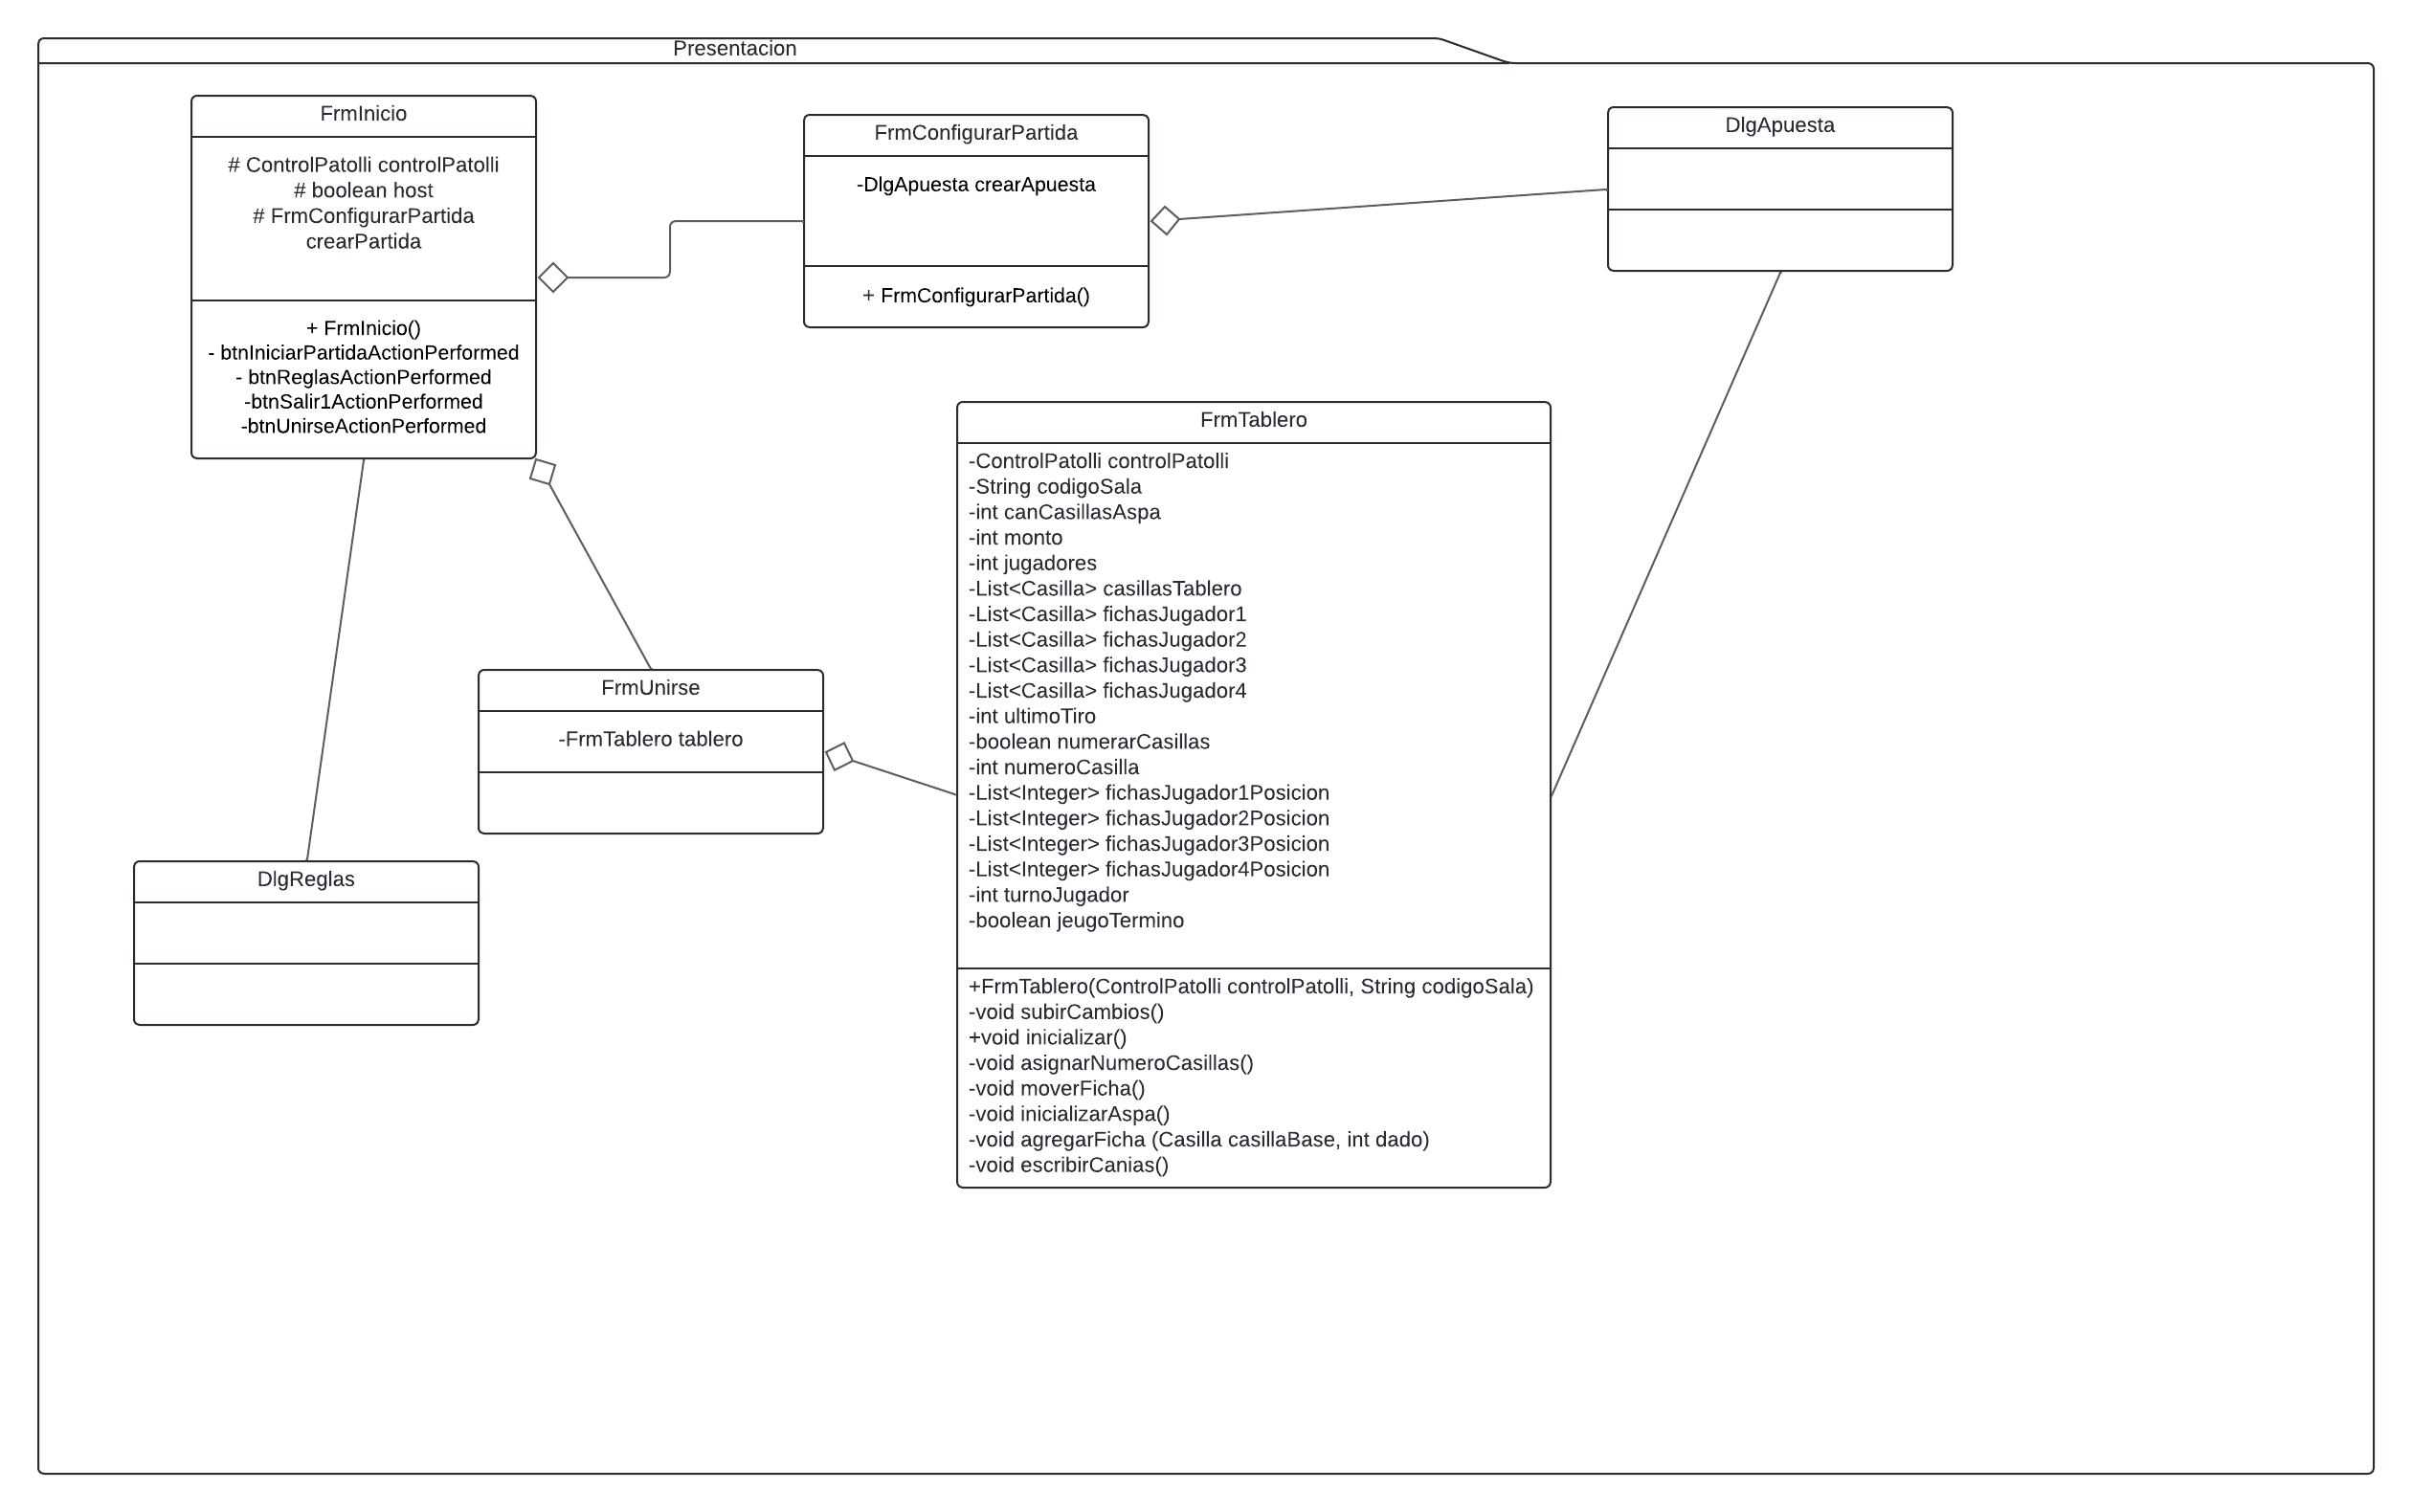 Presentacion
FrmInicio
# ControlPatolli controlPatolli
# boolean host
# FrmConfigurarPartida
crearPartida
+ FrmInicio()
- btnIniciarPartidaActionPerformed
- btnReglasActionPerformed
-btnSalir1ActionPerformed
-btnUnirseActionPerformed
FrmConfigurarPartida
-DlgApuesta crearApuesta
+ FrmConfigurarPartida()
DlgApuesta
FrmTablero
-ControlPatolli controlPatolli
-String codigoSala
-int canCasillasAspa
-int monto
-int jugadores
-List<Casilla> casillasTablero
-List<Casilla> fichasJugador1
-List<Casilla> fichasJugador2
-List<Casilla> fichasJugador3
-List<Casilla> fichasJugador4
-int ultimoTiro
-boolean numerarCasillas
-int numeroCasilla
-List<Integer> fichasJugador1Posicion
-List<Integer> fichasJugador2Posicion
-List<Integer> fichasJugador3Posicion
-List<Integer> fichasJugador4Posicion
-int turnoJugador
-boolean jeugoTermino
+FrmTablero(ControlPatolli controlPatolli, String codigoSala)
-void subirCambios()
+void inicializar()
-void asignarNumeroCasillas()
-void moverFicha()
-void inicializarAspa()
-void agregarFicha (Casilla casillaBase, int dado)
-void escribirCanias()
FrmUnirse
-FrmTablero tablero
DlgReglas